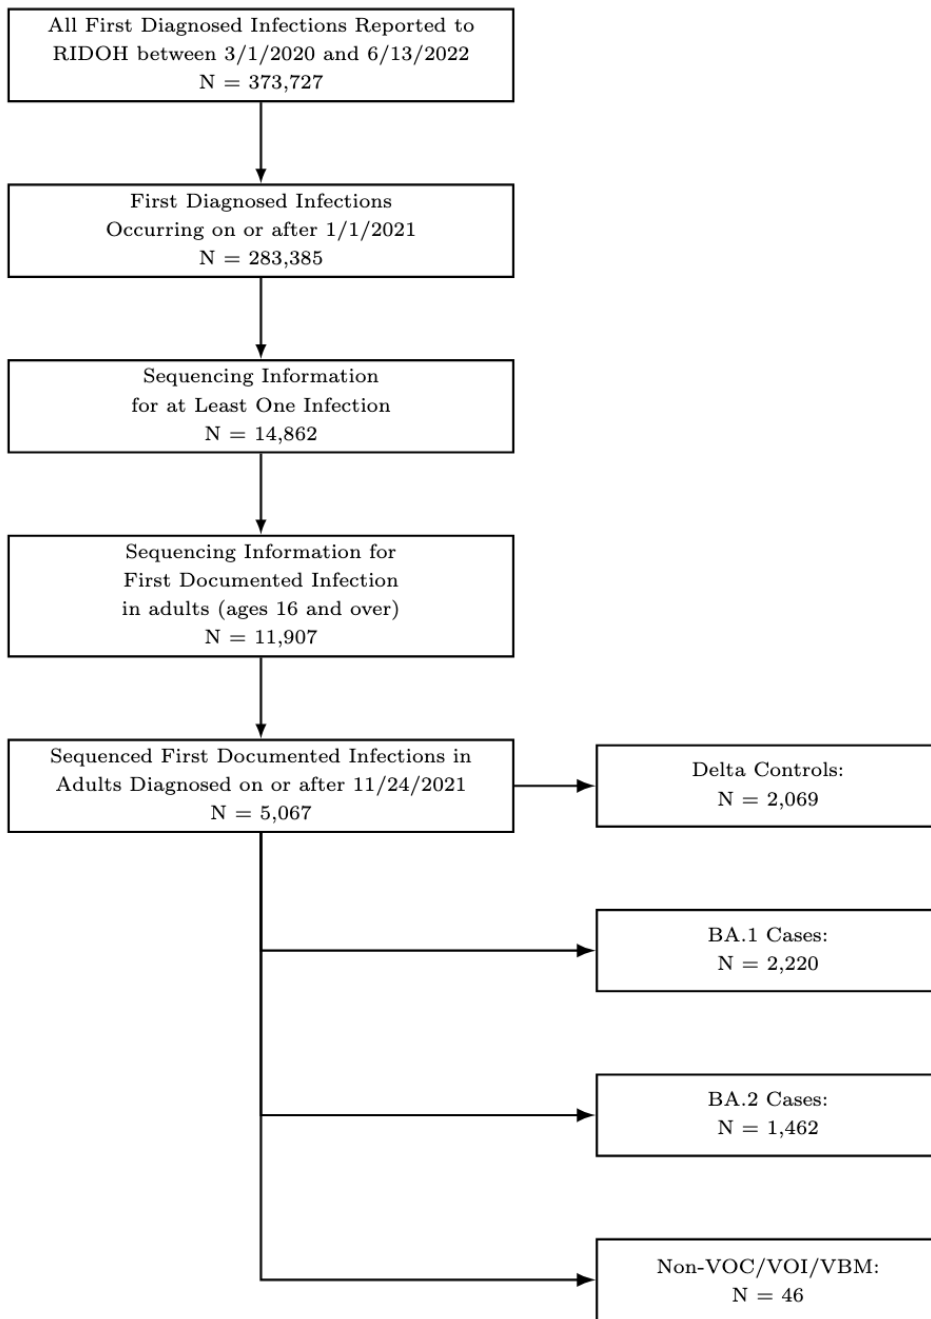 All First Diagnosed Infections Reported to
RIDOH between 3/1/2020 and 6/13/2022
N = 373,727
First Diagnosed Infections
Occurring on or after 1/1/2021
N = 283,385
Sequencing Information
for at Least One Infection
N = 14,862
Sequencing Information for
First Documented Infection
in adults (ages 16 and over)
N = 11,907
Sequenced First Documented Infections in
Adults Diagnosed on or after 11/24/2021
N = 5,067
Delta Controls:
N = 2,069
BA.1 Cases:
N = 2,220
BA.2 Cases:
N = 1,462
Non-VOC/VOI/VBM:
N = 46